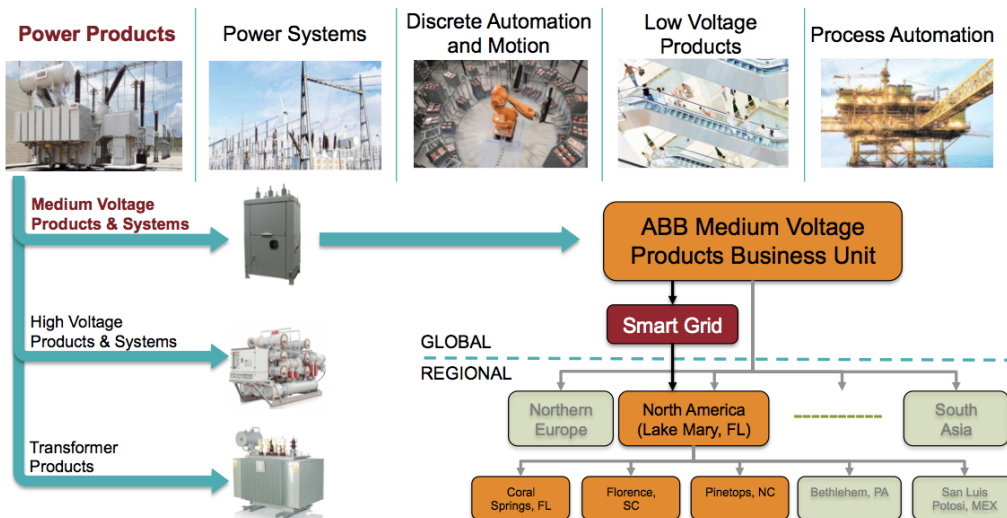 Power Products
Power Systems
Discrete Automation
and Motion
Low Voltage
Products
Process Automation
Medium Voltage
Products & Systems
High Voltage
Products & Systems
Transformer
Products
ABB Medium Voltage
Products Business Unit
Smart Grid
GLOBAL
REGIONAL
Northern
Europe
North America
(Lake Mary, FL)
South
Asia
Coral
Springs, FL
Florence,
SC
Pinetops, NC
Bethlehem, PA
San Luis
Potosi, MEX